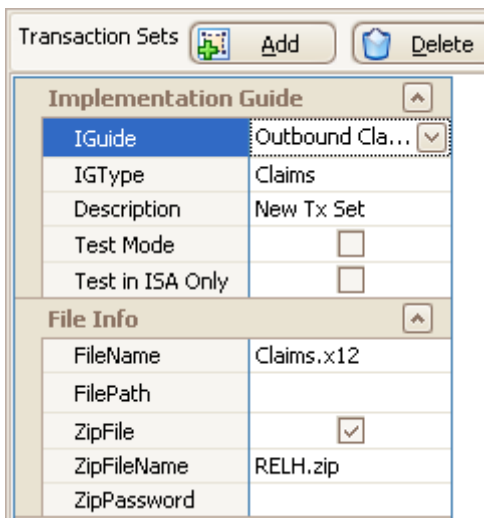 Transaction Sets Add Delete
Implementation Guide
IGuide Outbound Cla...
IGType Claims
Description New Tx Set
Test Mode
Test in ISA Only
File Info
FileName Claims.x12
FilePath
ZipFile
ZipFileName RELH.zip
ZipPassword